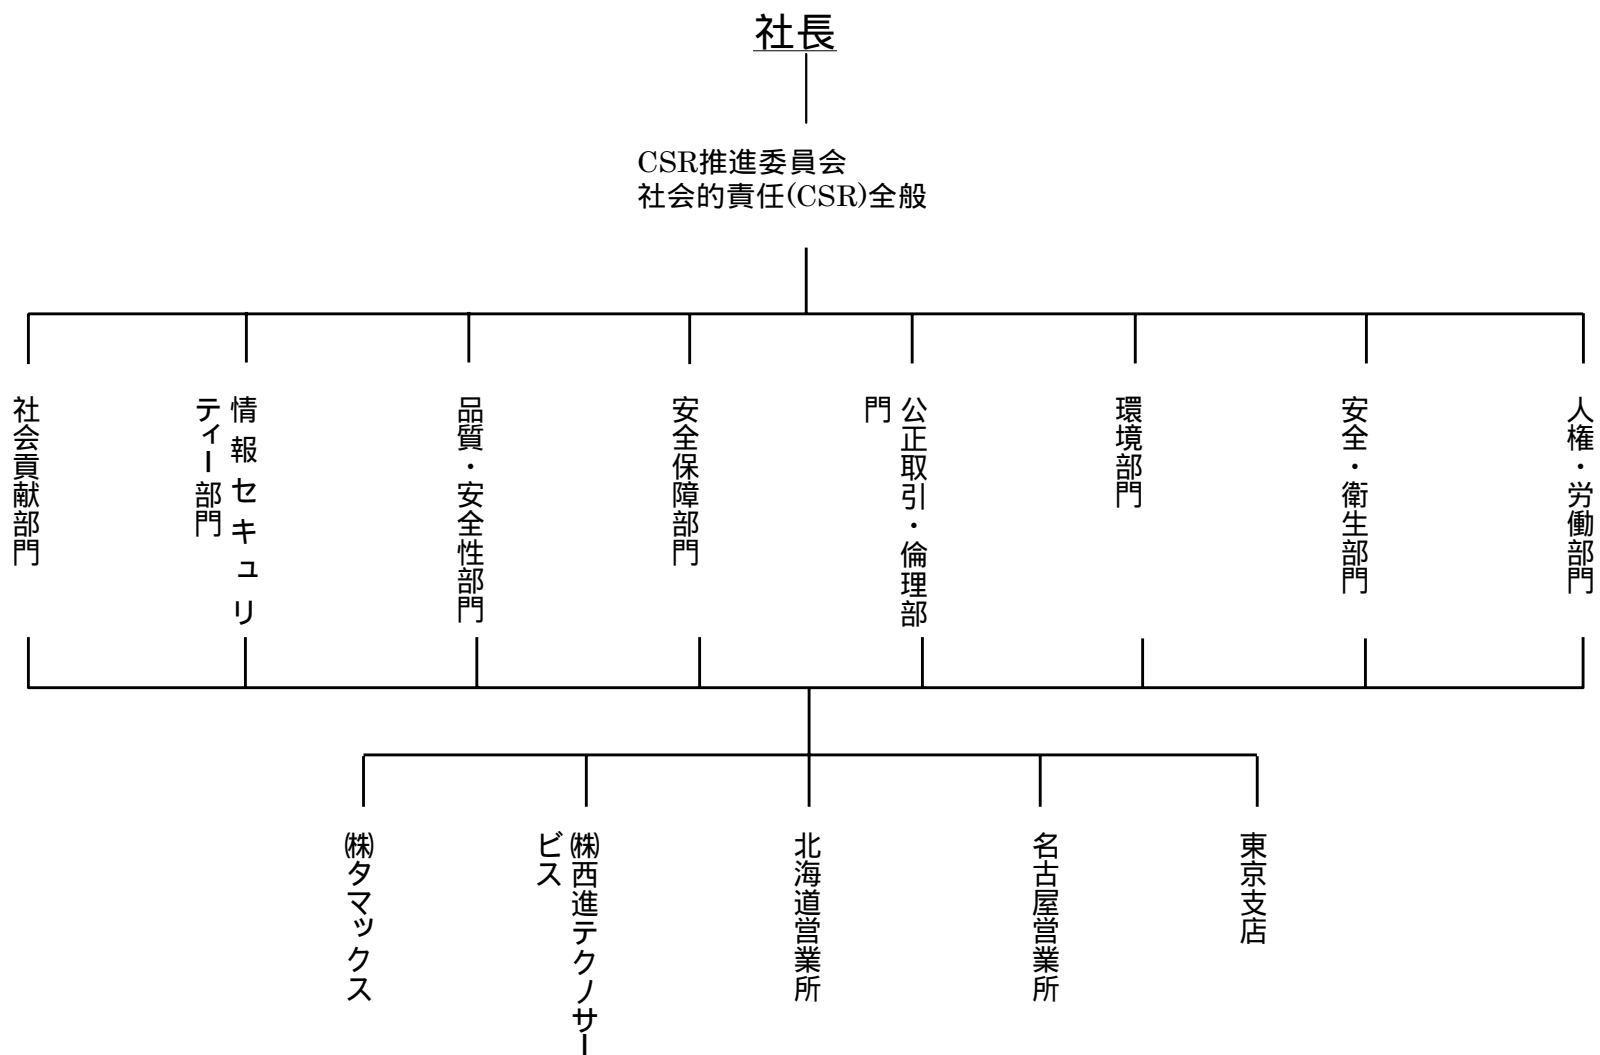 社長
CSR推進委員会
社会的責任(CSR)全般
社会貢献部門
情報セキュリ
ティー部門
品質・安全性部門
安全保障部門
公正取引・倫理部
門
環境部門
安全・衛生部門
人権・労働部門
㈱タマックス
㈱西進テクノサー
ビス
北海道営業所
名古屋営業所
東京支店